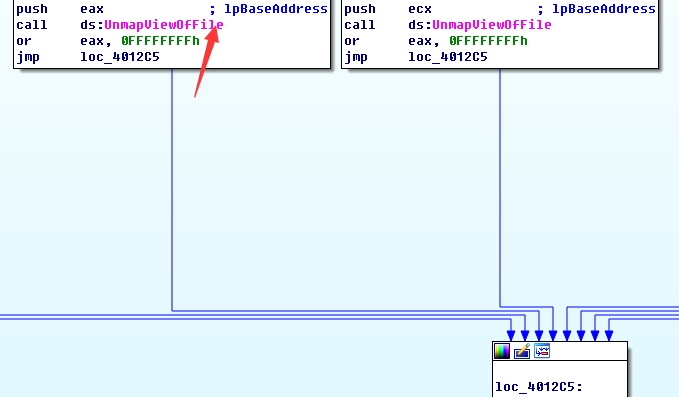 push eax ; lpBaseAddress
call ds:UnmapViewOfFile
or eax, 0FFFFFFFFh
jmp loc_4012C5
push ecx ; lpBaseAddress
call ds:UnmapViewOfFile
or eax, 0FFFFFFFFh
jmp loc_4012C5
loc_4012C5: